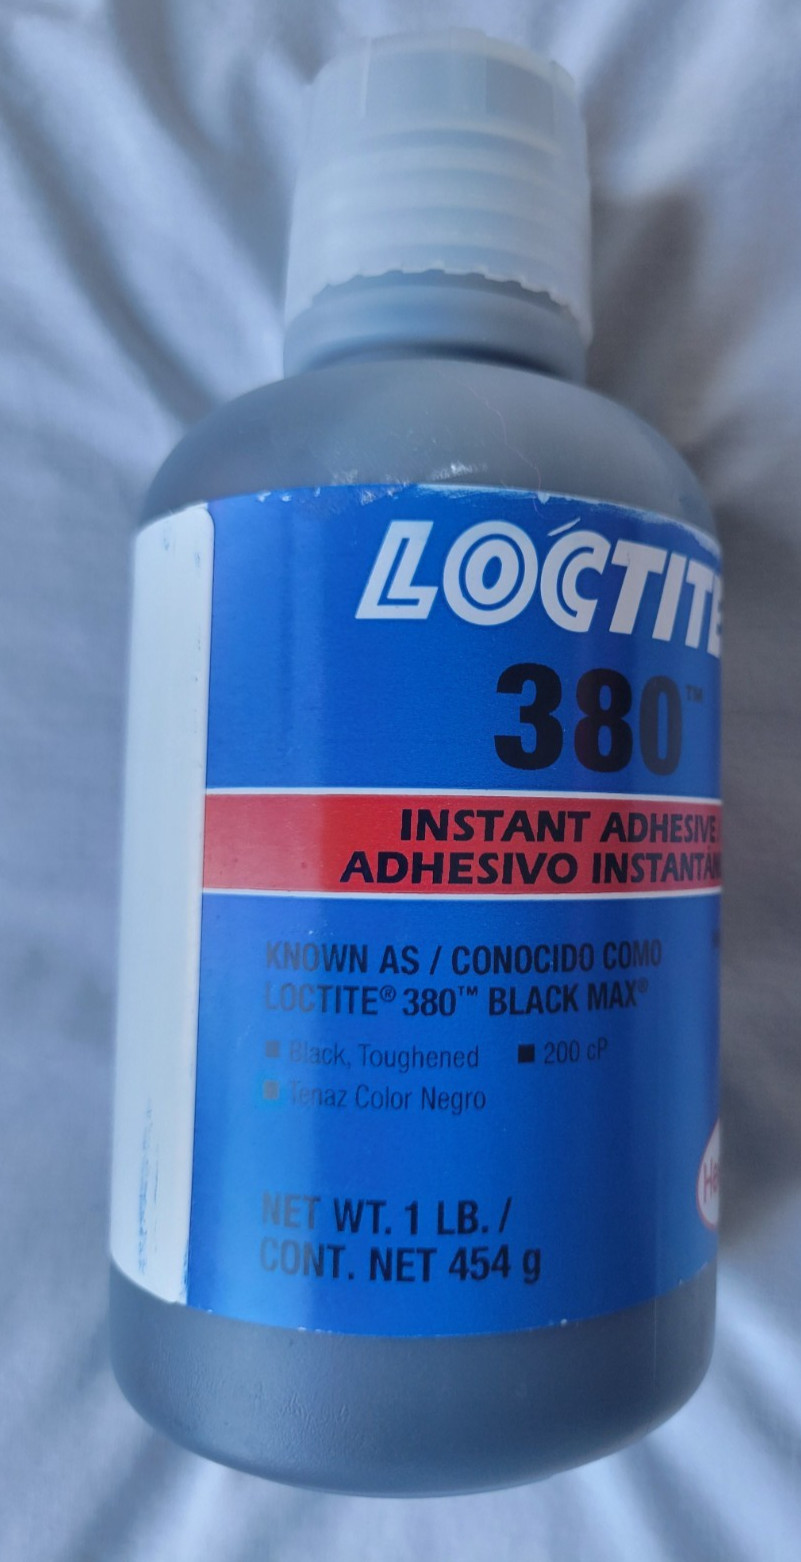 LOCTITE
380™
INSTANT ADHESIVE
ADHESIVO
KNOWN AS / CONOCIDO COMO
LOCTITE® 380™ BLACK MAX®
■ Black, Toughened ■ 200 cP
■ Tenaz Color Negro
NET WT. 1 LB. /
CONT. NET 454 g